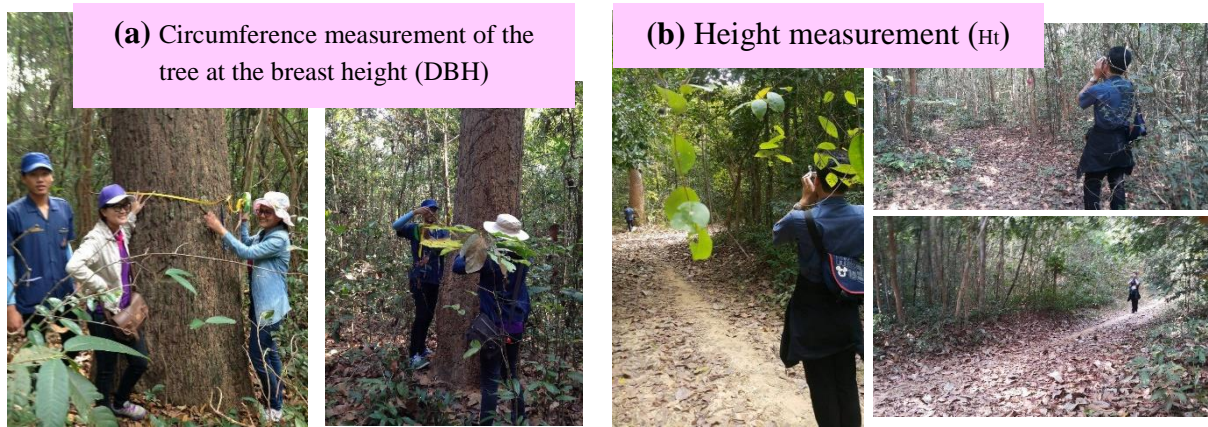 (a) Circumference measurement of the
tree at the breast height (DBH)
(b) Height measurement (Ht)